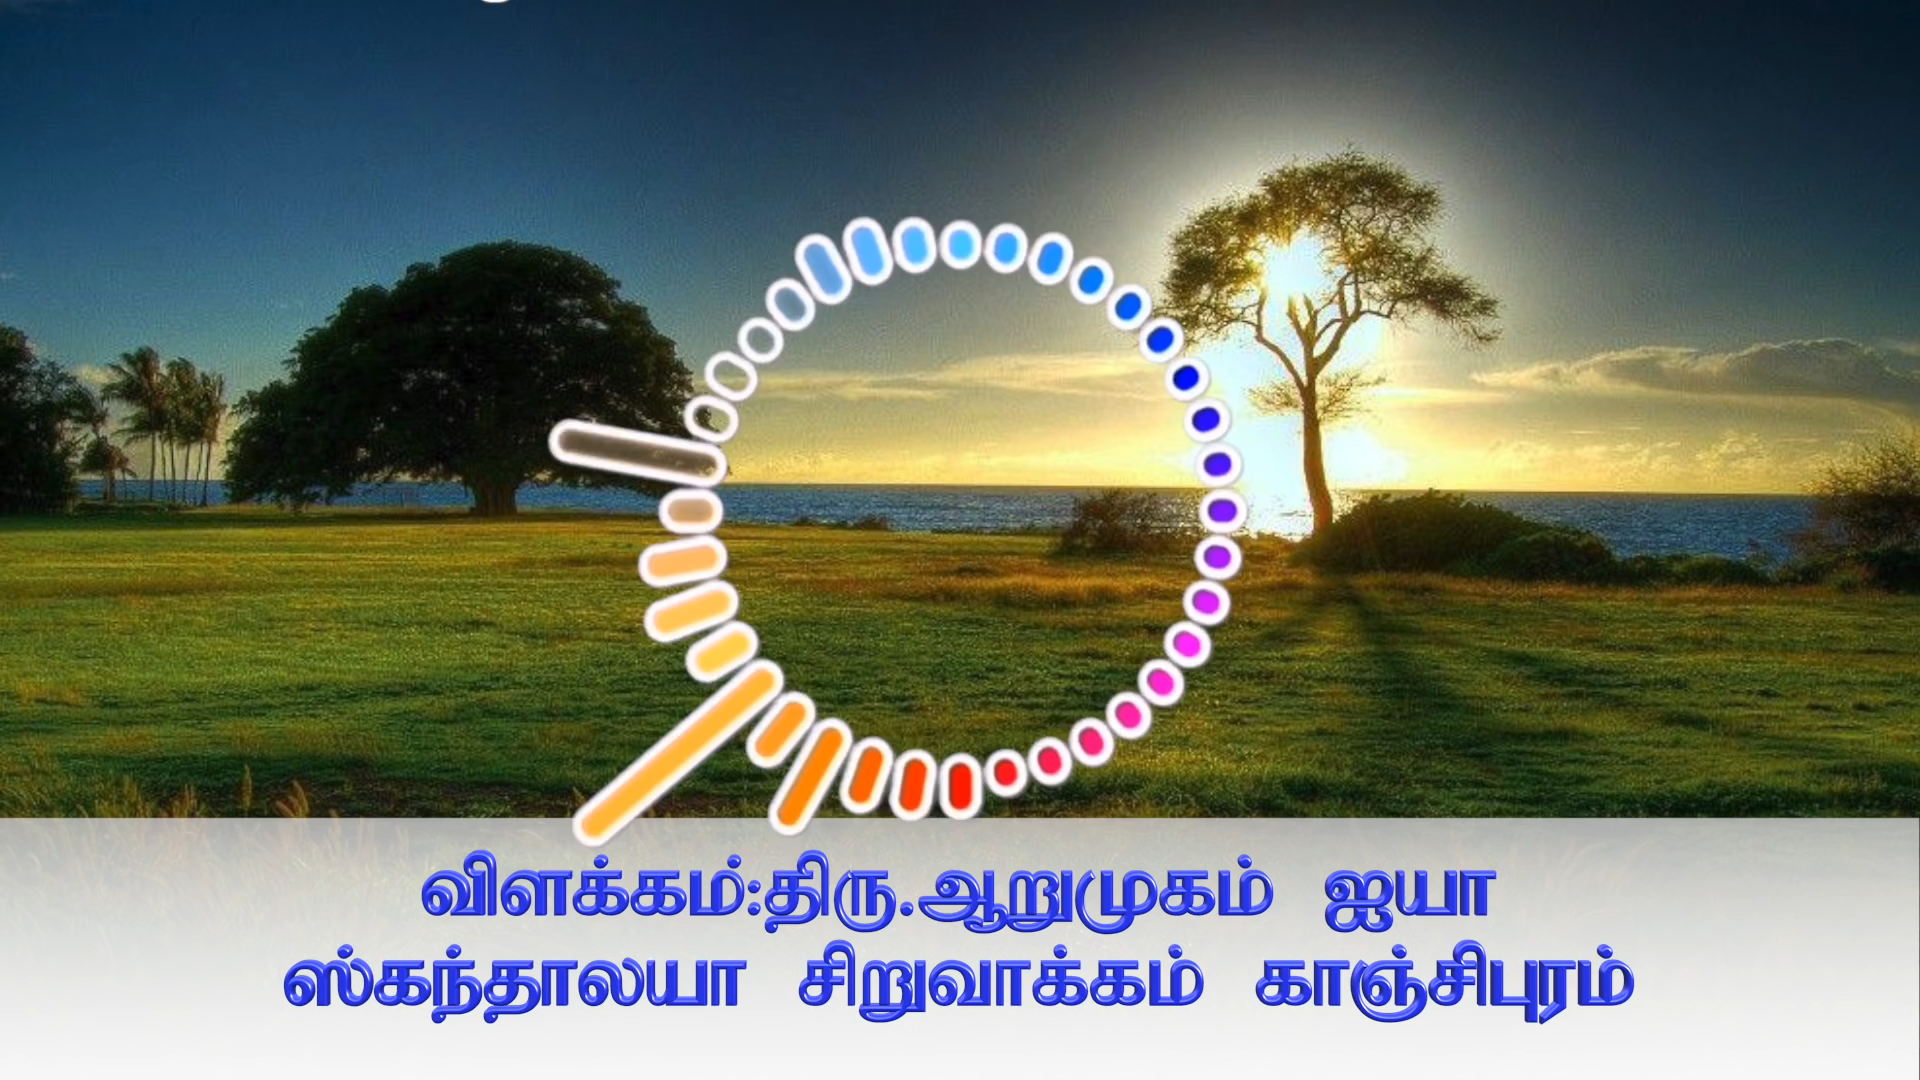 விளக்கம்:திரு.ஆறுமுகம் ஐயா
ஸ்கந்தாலயா சிறுவாக்கம் காஞ்சிபுரம்